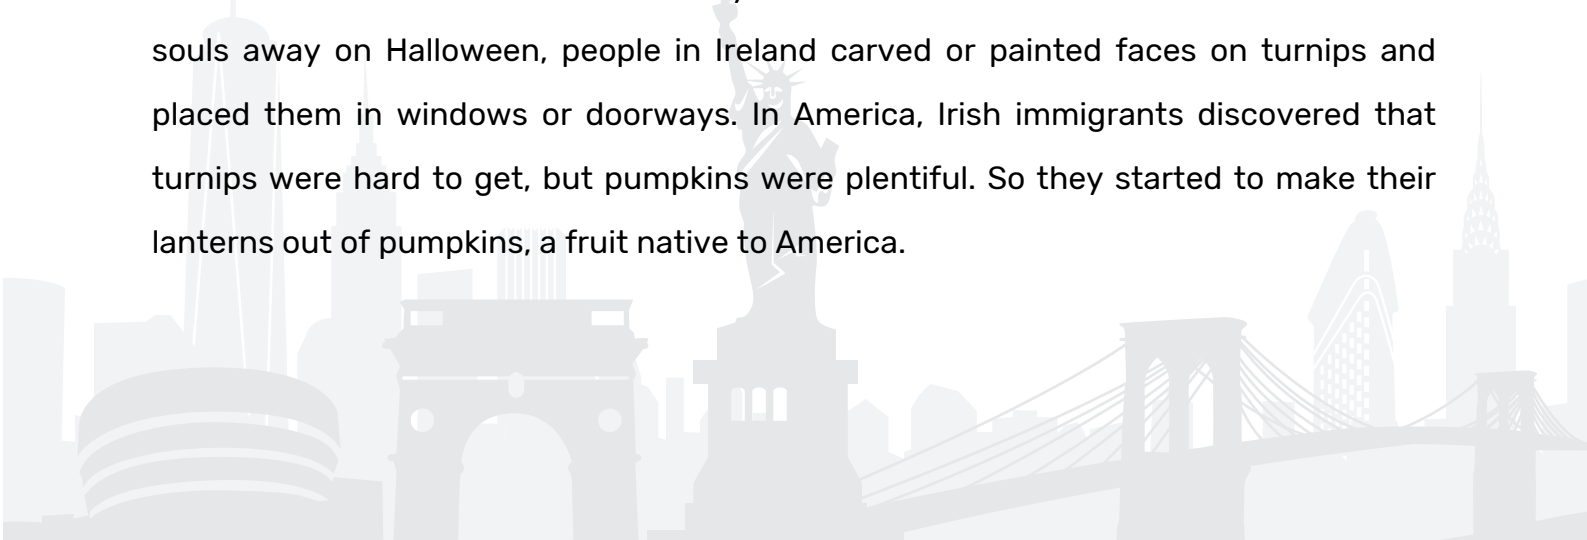 souls away on Halloween, people in Ireland carved or painted faces on turnips and
placed them in windows or doorways. In America, Irish immigrants discovered that
turnips were hard to get, but pumpkins were plentiful. So they started to make their
lanterns out of pumpkins, a fruit native to America.